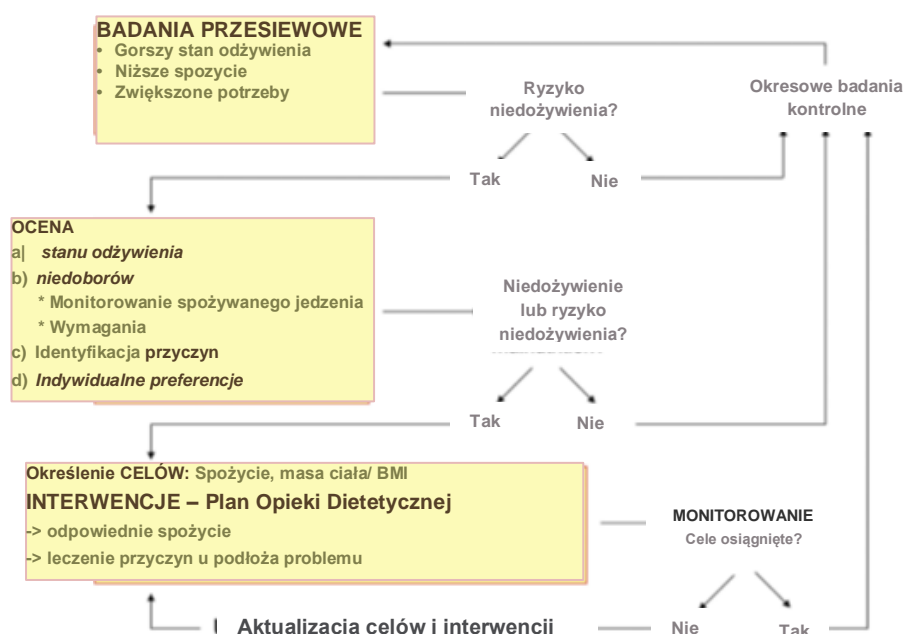 BADANIA PRZESIEWOWE
• Gorszy stan odżywienia
• Niższe spozycie
• Zwiększone potrzeby
Ryzyko
niedożywienia?
Okresowe badania
kontrolne
Tak
Nie
OCENA
a| stanu odżywienia
b) niedoborów
* Monitorowanie spożywanego jedzenia
* Wymagania
c) Identyfikacja przyczyn
d) Indywidualne preferencje
Niedożywienie
lub ryzyko
niedożywienia?
Tak
Nie
Określenie CELÓW: Spożycie, masa ciała/ BMI
INTERWENCJE – Plan Opieki Dietetycznej
-> odpowiednie spożycie
-> leczenie przyczyn u podłoża problemu
MONITOROWANIE
Cele osiągnięte?
Nie
Tak
Aktualizacja celów i interwencji